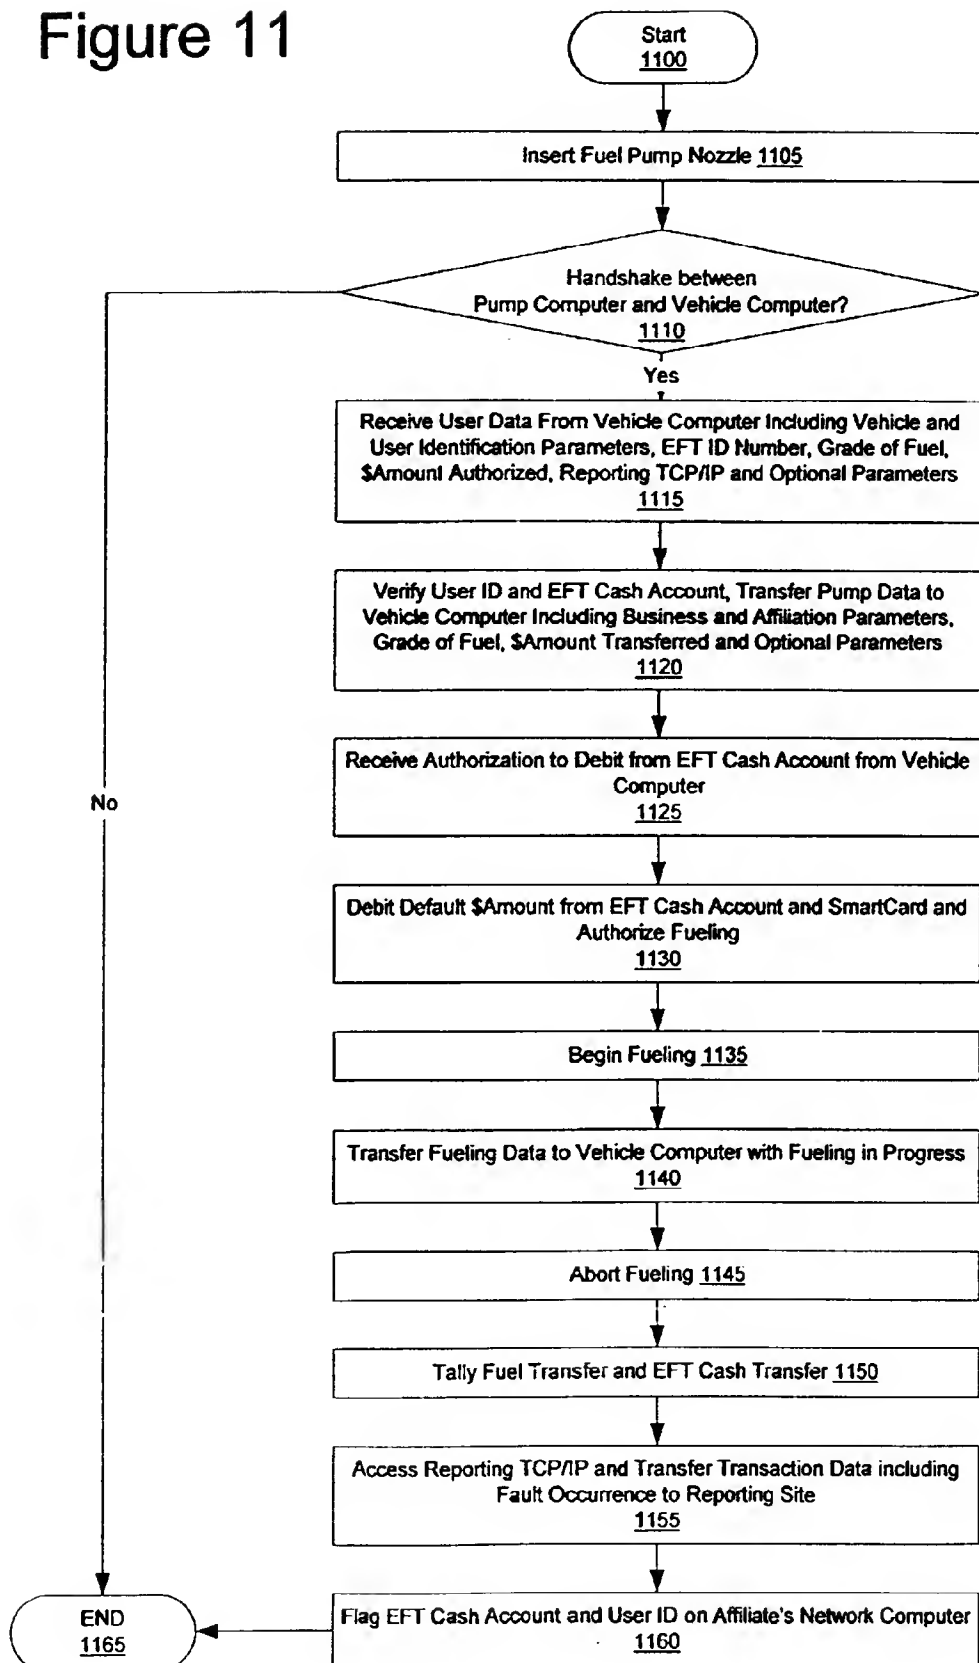 Figure 11
Start
1100
Insert Fuel Pump Nozzle 1105
Handshake between
Pump Computer and Vehicle Computer?
1110
Yes
Receive User Data From Vehicle Computer Including Vehicle and
User Identification Parameters, EFT ID Number, Grade of Fuel,
$Amount Authorized, Reporting TCP/IP and Optional Parameters
1115
Verify User ID and EFT Cash Account, Transfer Pump Data to
Vehicle Computer Including Business and Affiliation Parameters,
Grade of Fuel, $Amount Transferred and Optional Parameters
1120
Receive Authorization to Debit from EFT Cash Account from Vehicle
Computer
1125
No
Debit Default $Amount from EFT Cash Account and SmartCard and
Authorize Fueling
1130
Begin Fueling 1135
Transfer Fueling Data to Vehicle Computer with Fueling in Progress
1140
Abort Fueling 1145
Tally Fuel Transfer and EFT Cash Transfer 1150
Access Reporting TCP/IP and Transfer Transaction Data including
Fault Occurrence to Reporting Site
1155
Flag EFT Cash Account and User ID on Affiliate's Network Computer
1160
END
1165